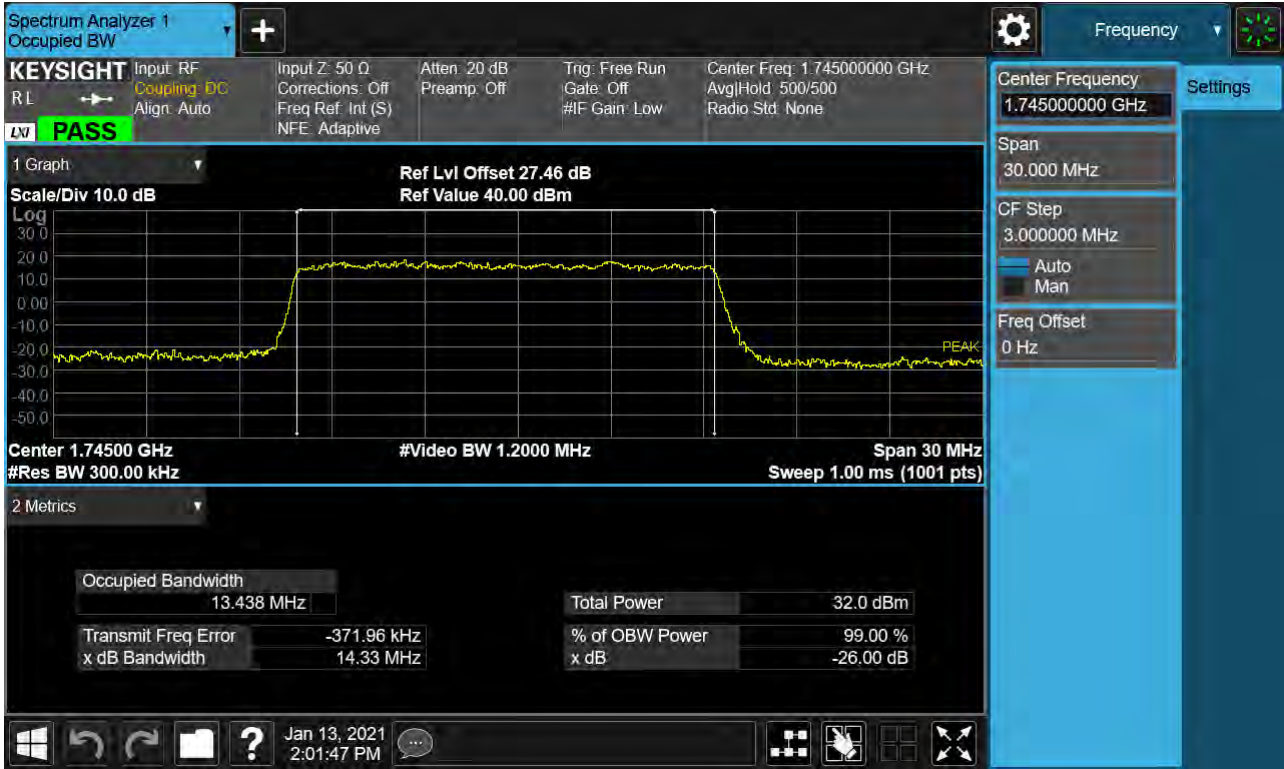 Spectrum Analyzer 1
Occupied BW
+
Frequency
KEYSIGHT
RL
LXI
PASS
Input: RF
Coupling: DC
Align: Auto
Input Z: 50 Ω
Corrections: Off
Freq Ref: Int (S)
NFE: Adaptive
Atten: 20 dB
Preamp: Off
Trig: Free Run
Gate: Off
#IF Gain: Low
Center Freq: 1.745000000 GHz
Avg|Hold: 500/500
Radio Std: None
Center Frequency
1.745000000 GHz
Settings
Span
30.000 MHz
CF Step
3.000000 MHz
Auto
Man
Freq Offset
0 Hz
1 Graph
Scale/Div 10.0 dB
Ref Lvl Offset 27.46 dB
Ref Value 40.00 dBm
Log
30.0
20.0
10.0
0.00
-10.0
-20.0
-30.0
-40.0
-50.0
PEAK
Center 1.74500 GHz
#Video BW 1.2000 MHz
Span 30 MHz
#Res BW 300.00 kHz
Sweep 1.00 ms (1001 pts)
2 Metrics
Occupied Bandwidth
13.438 MHz
Total Power 32.0 dBm
Transmit Freq Error -371.96 kHz
% of OBW Power 99.00 %
x dB Bandwidth 14.33 MHz
x dB -26.00 dB
?
Jan 13, 2021
2:01:47 PM